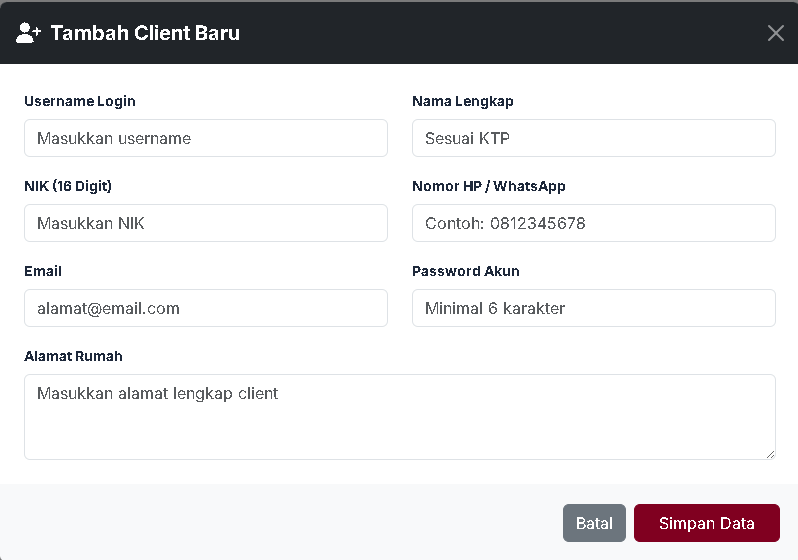 Tambah Client Baru
Username Login
Nama Lengkap
Masukkan username
Sesuai KTP
NIK (16 Digit)
Nomor HP / WhatsApp
Masukkan NIK
Contoh: 0812345678
Email
Password Akun
alamat@email.com
Minimal 6 karakter
Alamat Rumah
Masukkan alamat lengkap client
Batal
Simpan Data